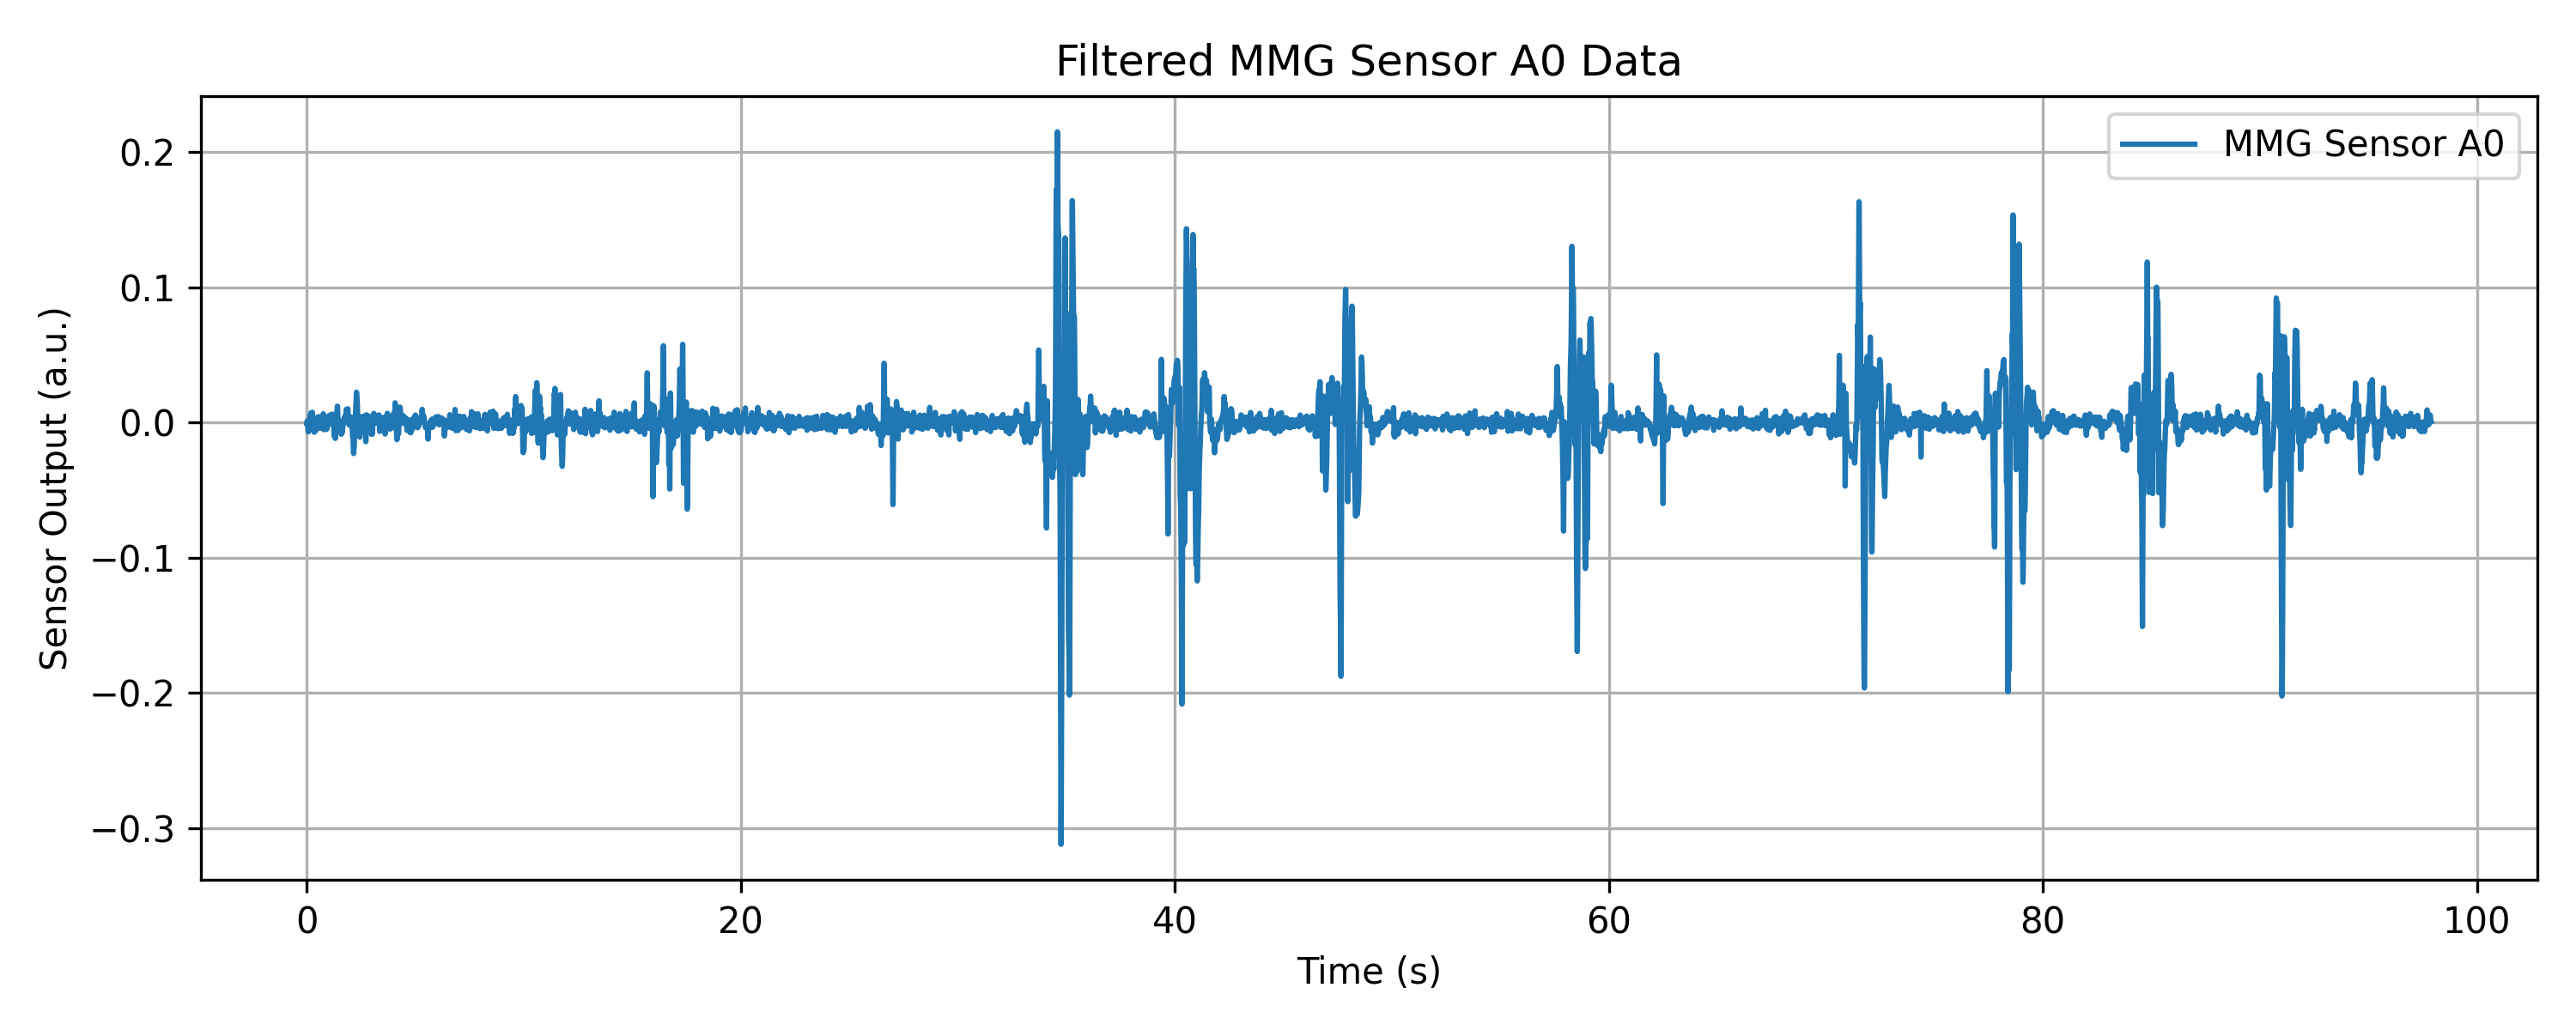 Filtered MMG Sensor A0 Data
MMG Sensor A0
Sensor Output (a.u.)
0.2
0.1
0.0
−0.1
−0.2
−0.3
0 20 40 60 80 100
Time (s)